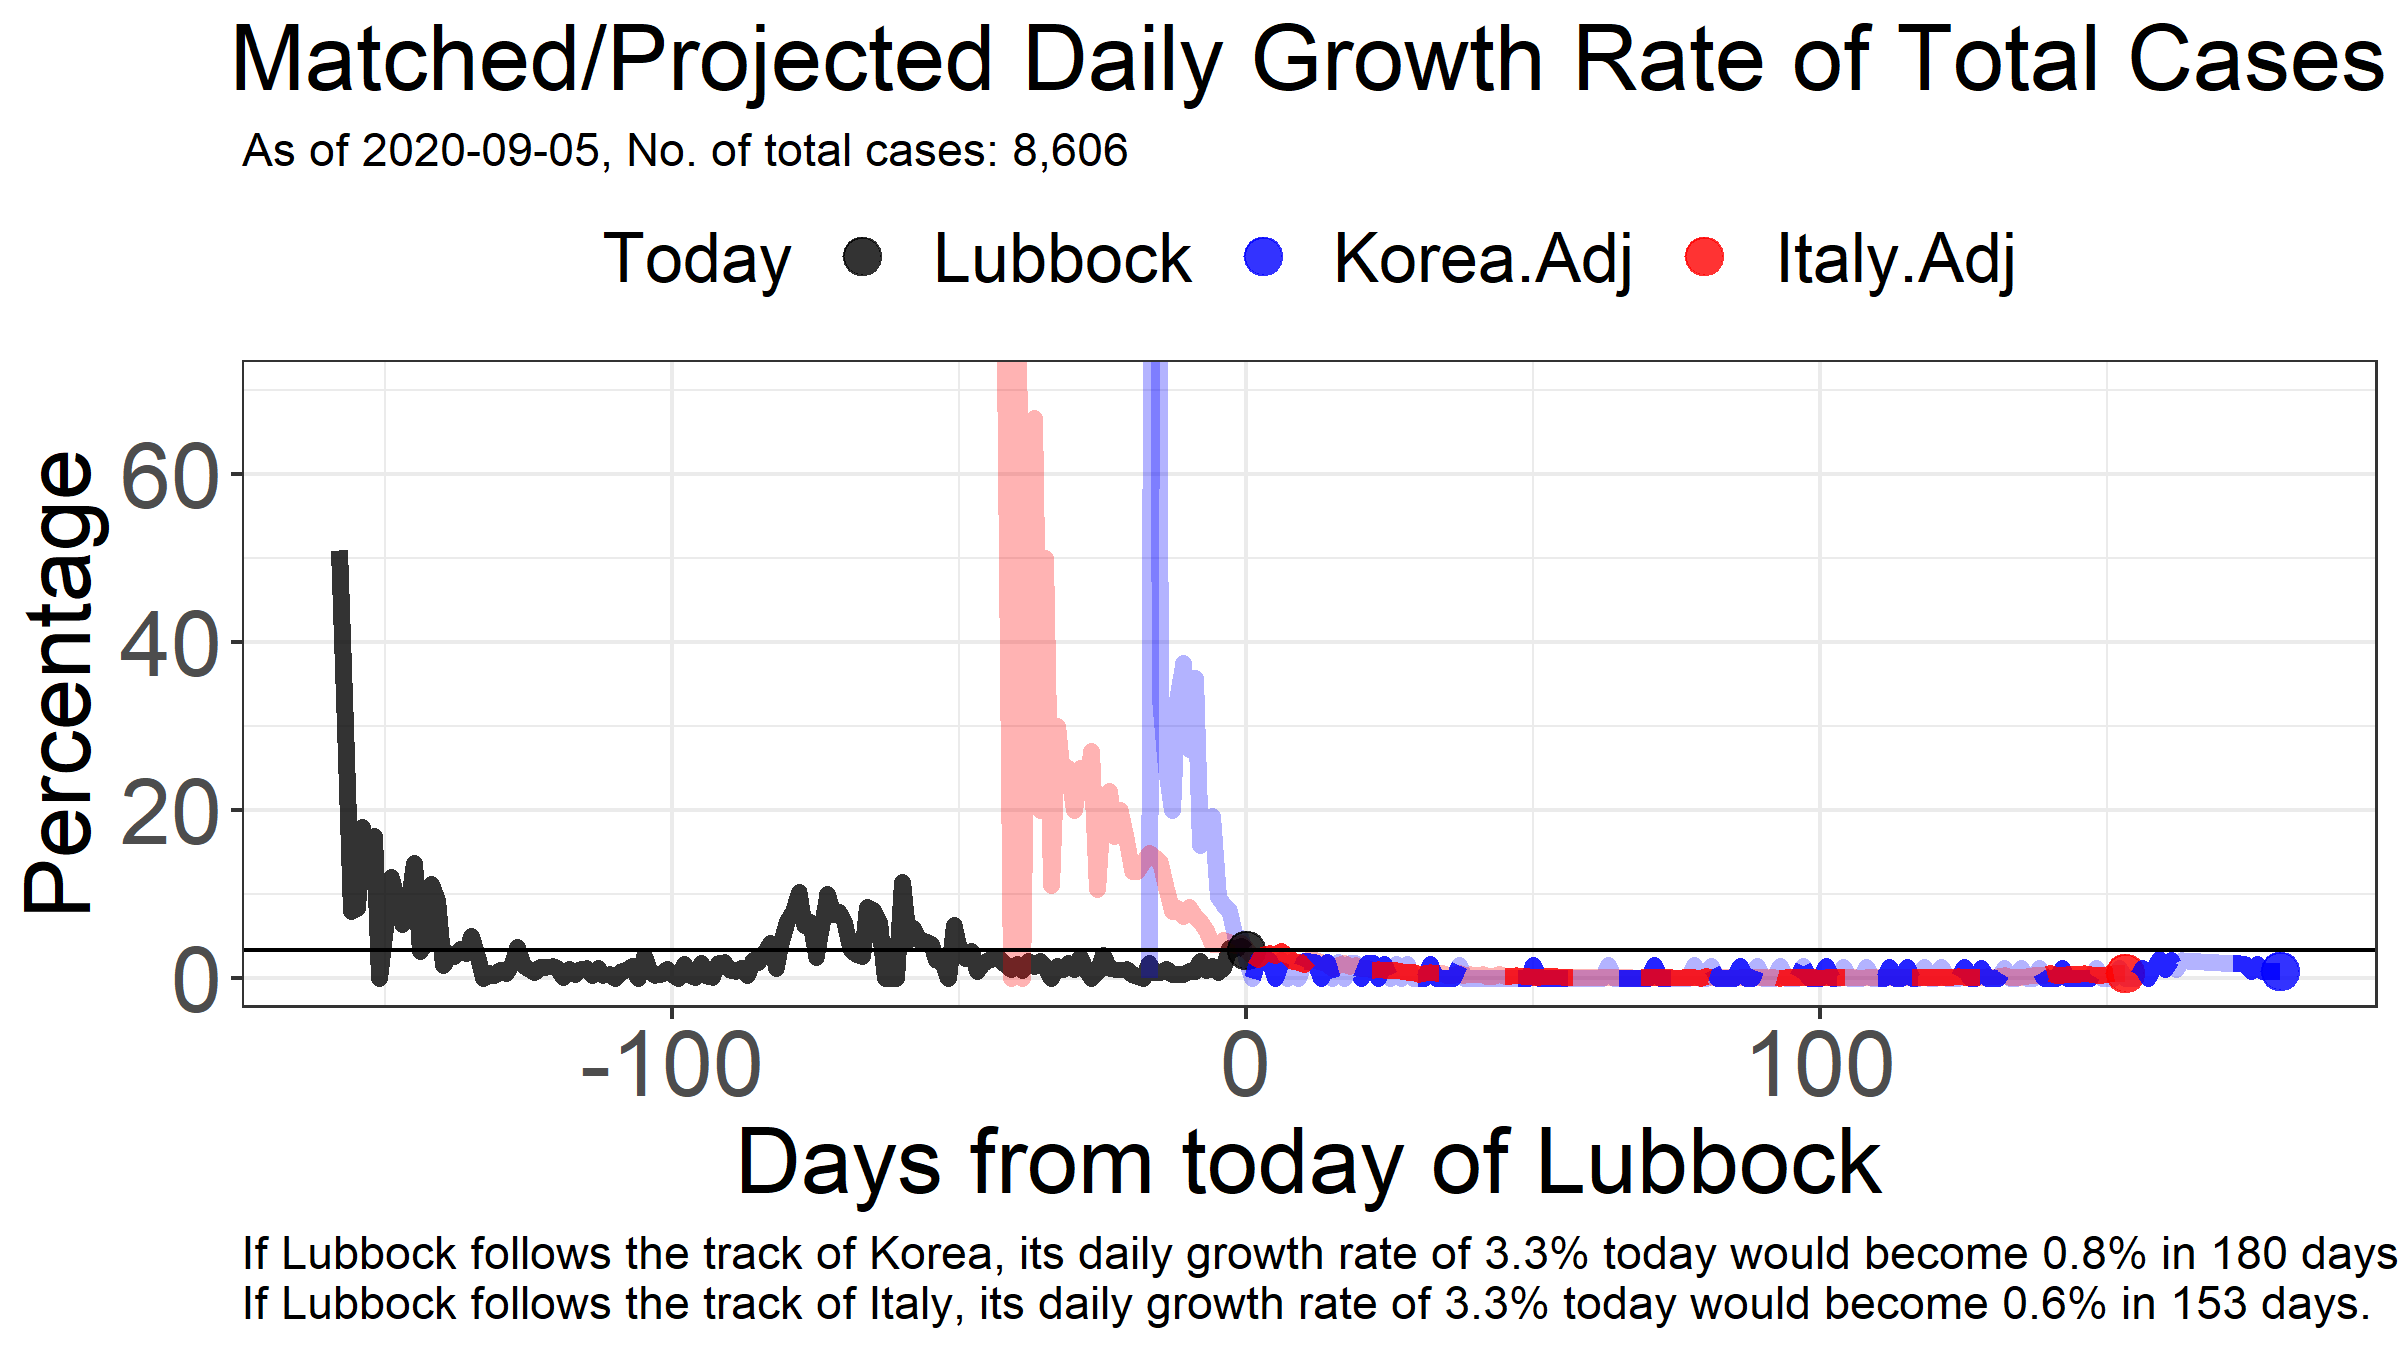 Matched/Projected Daily Growth Rate of Total Cases
As of 2020-09-05, No. of total cases: 8,606
Today Lubbock Korea.Adj Italy.Adj
Percentage
60
40
20
0
-100 0 100
Days from today of Lubbock
If Lubbock follows the track of Korea, its daily growth rate of 3.3% today would become 0.8% in 180 days
If Lubbock follows the track of Italy, its daily growth rate of 3.3% today would become 0.6% in 153 days.